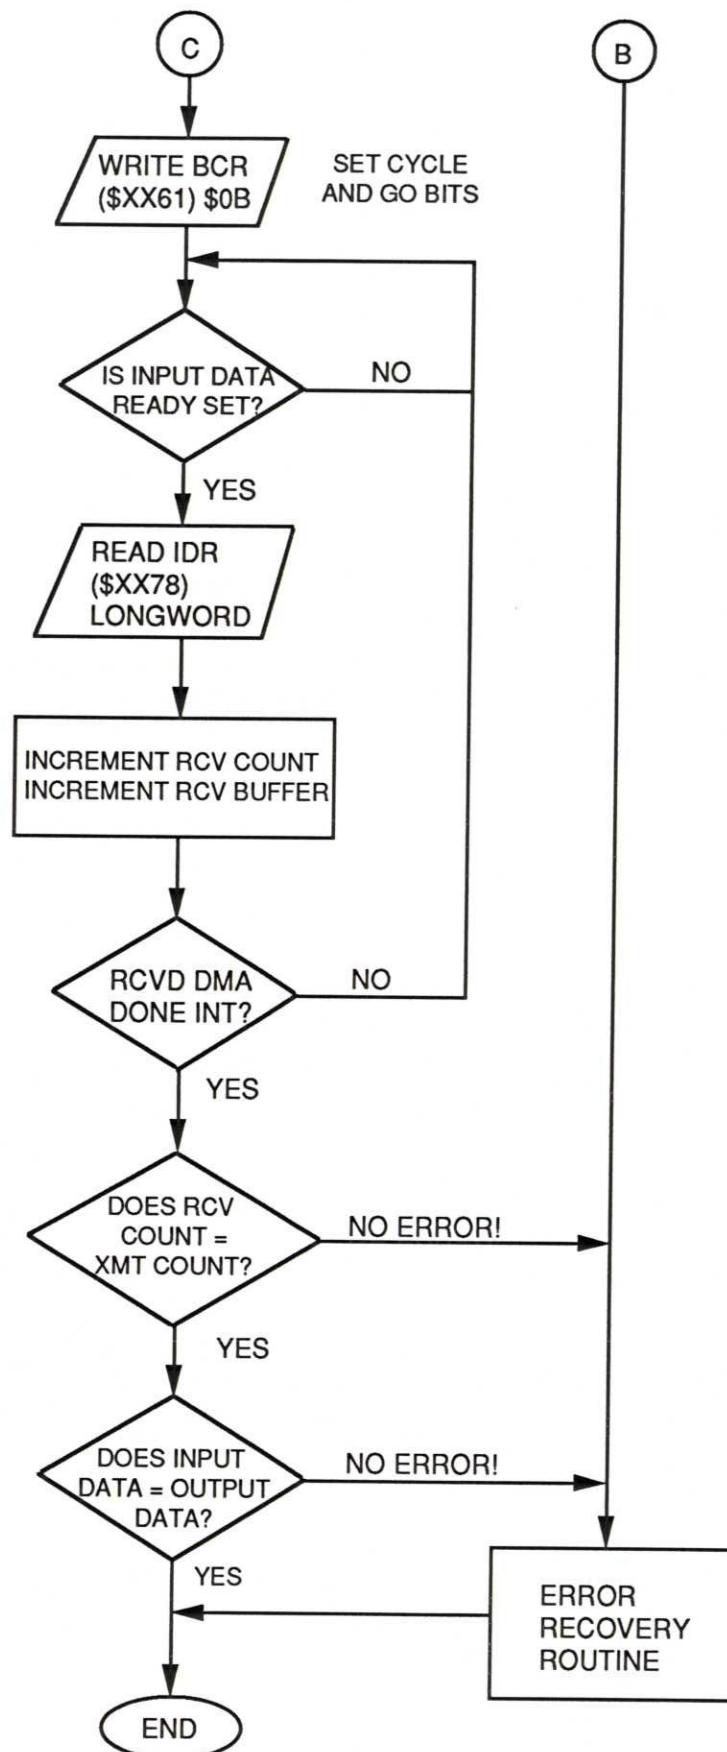 C
B
WRITE BCR
($XX61) $0B
SET CYCLE
AND GO BITS
IS INPUT DATA
READY SET?
NO
YES
READ IDR
($XX78)
LONGWORD
INCREMENT RCV COUNT
INCREMENT RCV BUFFER
RCVD DMA
DONE INT?
NO
YES
DOES RCV
COUNT =
XMT COUNT?
NO ERROR!
YES
DOES INPUT
DATA = OUTPUT
DATA?
NO ERROR!
YES
ERROR
RECOVERY
ROUTINE
END